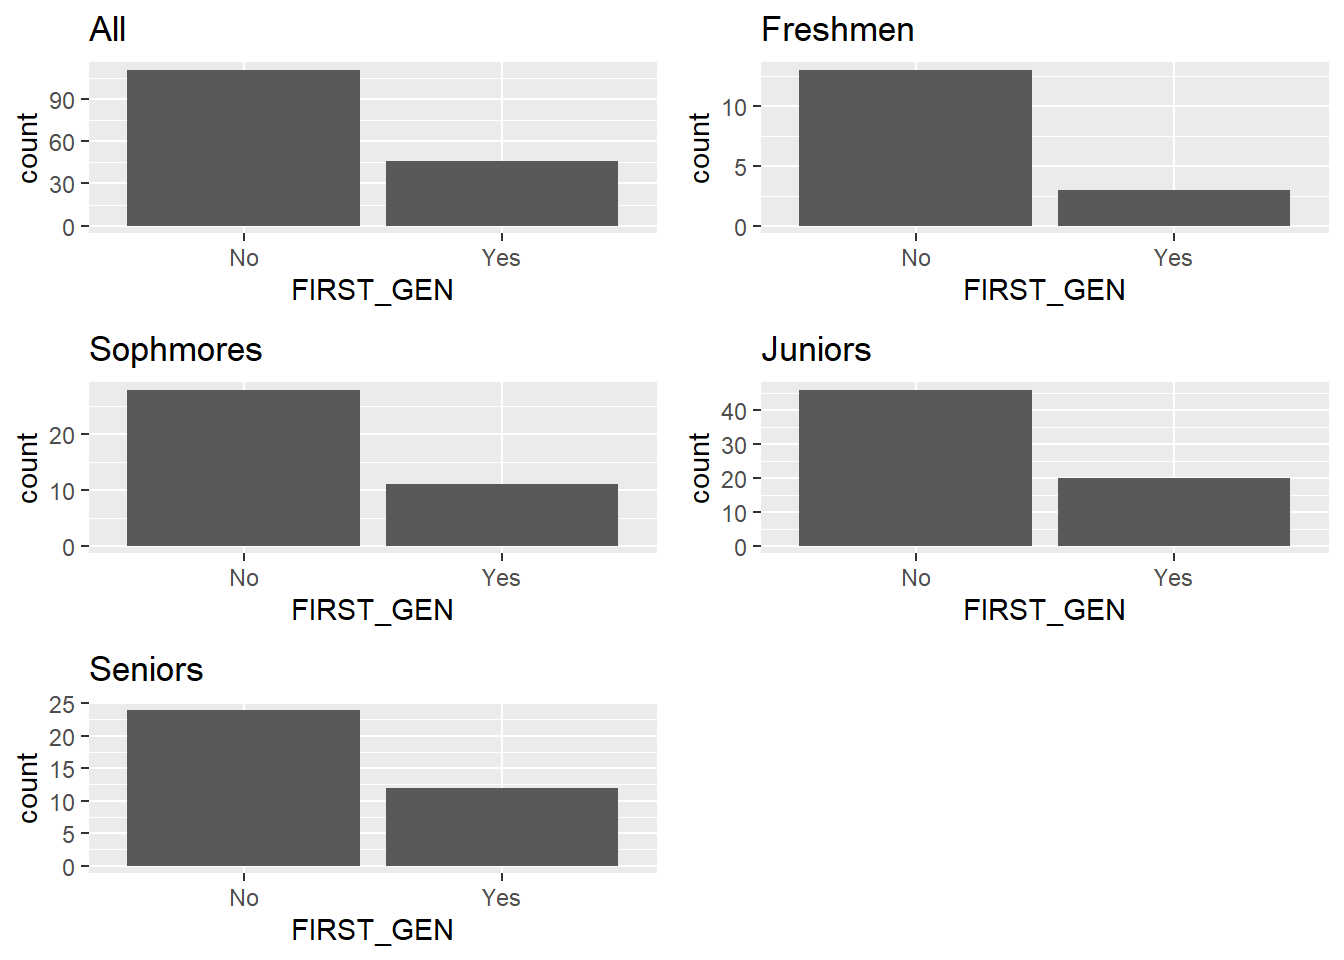 All
count
90
60
30
0
No Yes
FIRST_GEN
Freshmen
count
10
5
0
No Yes
FIRST_GEN
Sophmores
count
20
10
0
No Yes
FIRST_GEN
Juniors
count
40
30
20
10
0
No Yes
FIRST_GEN
Seniors
count
25
20
15
10
5
0
No Yes
FIRST_GEN